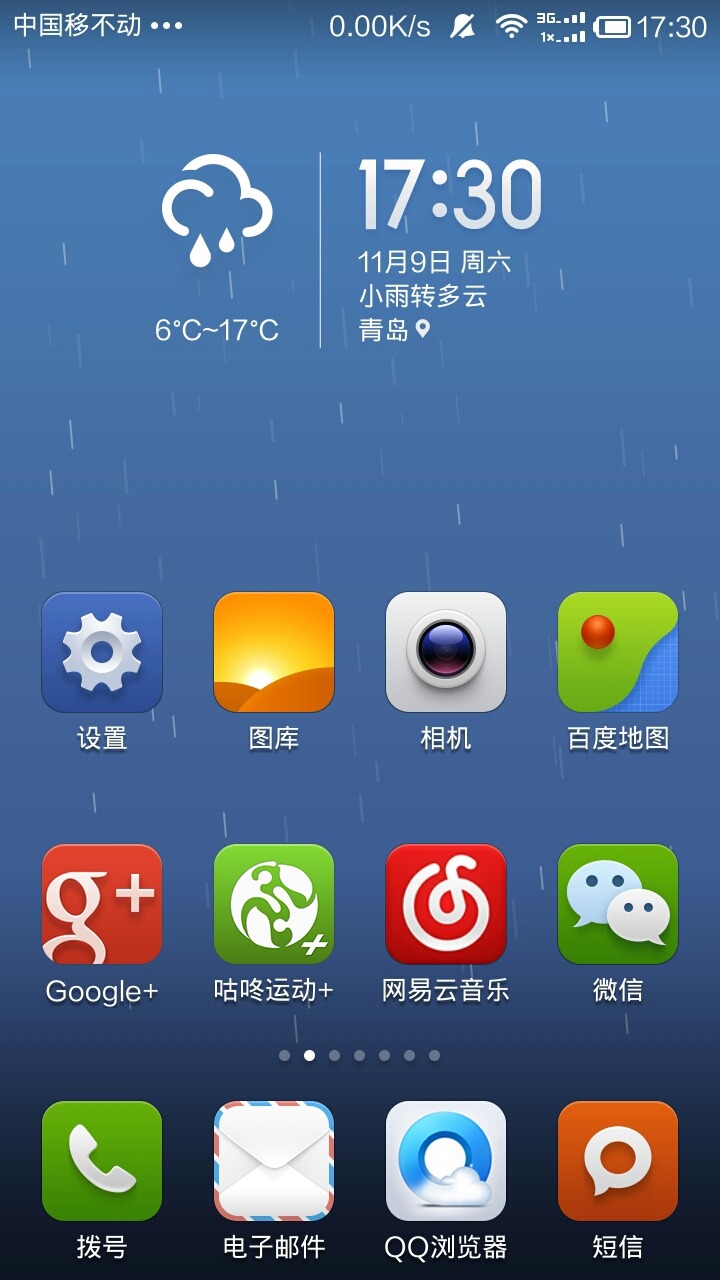 中国移不动 ••• 0.00K/s 3G 1x 17:30
17:30
11月9日 周六
小雨转多云
6°C~17°C 青岛
设置 图库 相机 百度地图
g+
Google+ 咕咚运动+ 网易云音乐 微信
拨号 电子邮件 QQ浏览器 短信